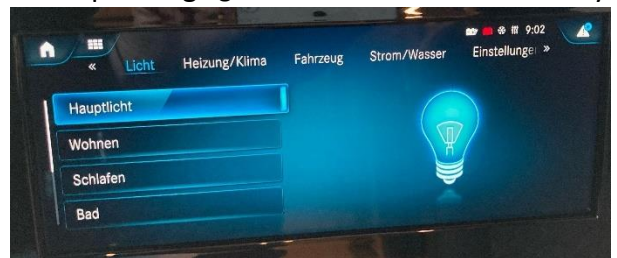 9:02
« Licht Heizung/Klima Fahrzeug Strom/Wasser Einstellungen »
Hauptlicht
Wohnen
Schlafen
Bad